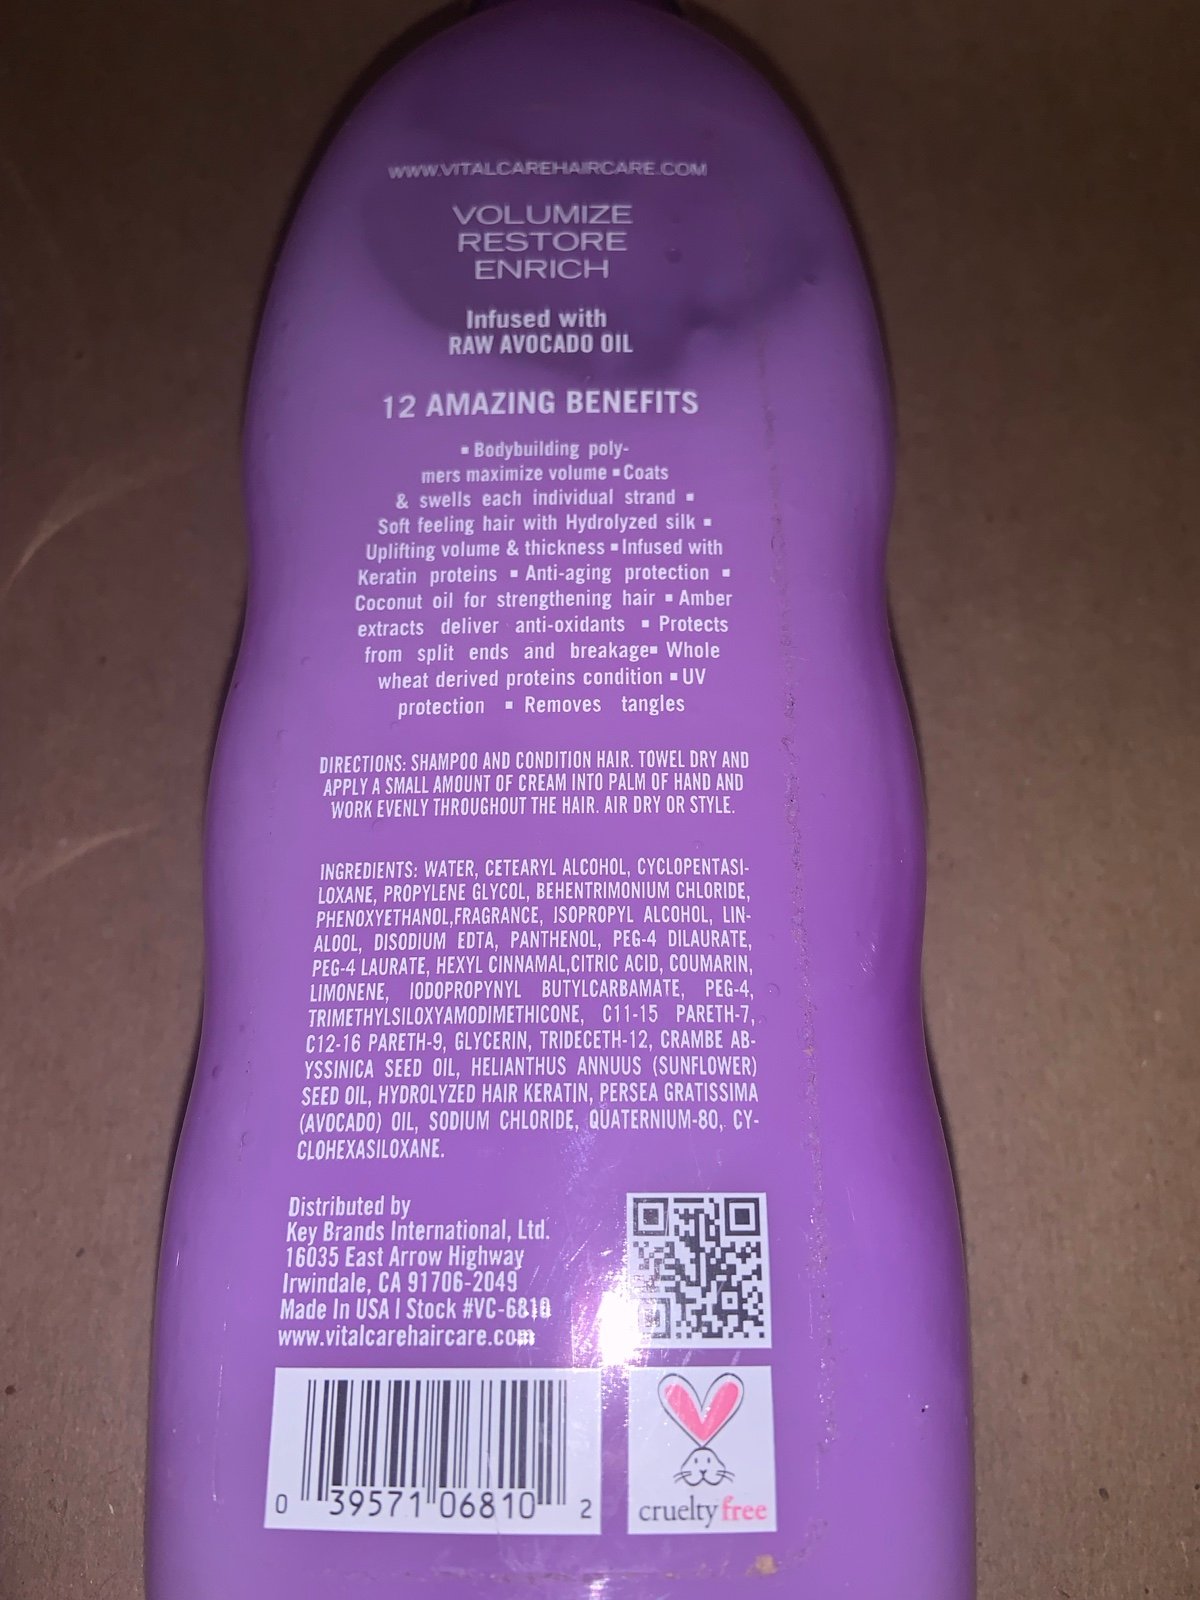 WWW.VITALCAREHAIRCARE.COM
VOLUMIZE
RESTORE
ENRICH
Infused with
RAW AVOCADO OIL
12 AMAZING BENEFITS
▪ Bodybuilding poly-
mers maximize volume ▪ Coats
& swells each individual strand ▪
Soft feeling hair with Hydrolyzed silk ▪
Uplifting volume & thickness ▪ Infused with
Keratin proteins ▪ Anti-aging protection ▪
Coconut oil for strengthening hair ▪ Amber
extracts deliver anti-oxidants ▪ Protects
from split ends and breakage▪ Whole
wheat derived proteins condition ▪ UV
protection ▪ Removes tangles
DIRECTIONS: SHAMPOO AND CONDITION HAIR. TOWEL DRY AND
APPLY A SMALL AMOUNT OF CREAM INTO PALM OF HAND AND
WORK EVENLY THROUGHOUT THE HAIR. AIR DRY OR STYLE.
INGREDIENTS: WATER, CETEARYL ALCOHOL, CYCLOPENTASI-
LOXANE, PROPYLENE GLYCOL, BEHENTRIMONIUM CHLORIDE,
PHENOXYETHANOL,FRAGRANCE, ISOPROPYL ALCOHOL, LIN-
ALOOL, DISODIUM EDTA, PANTHENOL, PEG-4 DILAURATE,
PEG-4 LAURATE, HEXYL CINNAMAL,CITRIC ACID, COUMARIN,
LIMONENE, IODOPROPYNYL BUTYLCARBAMATE, PEG-4,
TRIMETHYLSILOXYAMODIMETHICONE, C11-15 PARETH-7,
C12-16 PARETH-9, GLYCERIN, TRIDECETH-12, CRAMBE AB-
YSSINICA SEED OIL, HELIANTHUS ANNUUS (SUNFLOWER)
SEED OIL, HYDROLYZED HAIR KERATIN, PERSEA GRATISSIMA
(AVOCADO) OIL, SODIUM CHLORIDE, QUATERNIUM-80, CY-
CLOHEXASILOXANE.
Distributed by
Key Brands International, Ltd.
16035 East Arrow Highway
Irwindale, CA 91706-2049
Made In USA | Stock #VC-6810
www.vitalcarehaircare.com
0 39571 06810 2
cruelty free